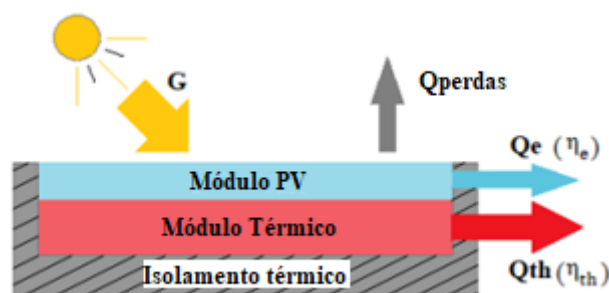 G
Qperdas
Qe (ηe)
Módulo PV
Módulo Térmico
Qth (ηth)
Isolamento térmico